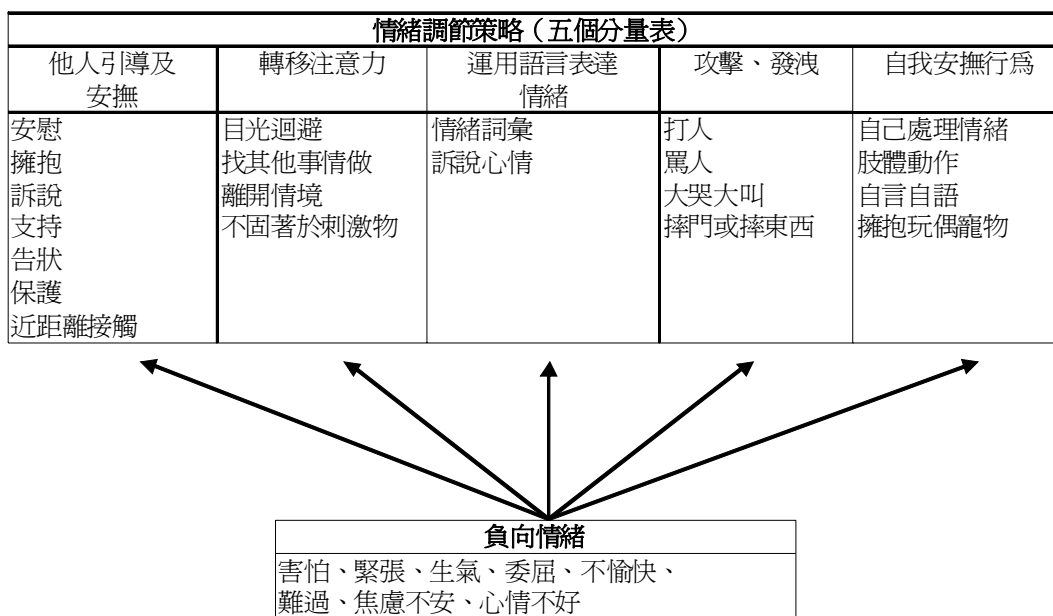 情緒調節策略（五個分量表）
他人引導及
安撫
轉移注意力
運用語言表達
情緒
攻擊、發洩
自我安撫行為
安慰
擁抱
訴說
支持
告狀
保護
近距離接觸
目光迴避
找其他事情做
離開情境
不固著於刺激物
情緒詞彙
訴說心情
打人
罵人
大哭大叫
摔門或摔東西
自己處理情緒
肢體動作
自言自語
擁抱玩偶寵物
負向情緒
害怕、緊張、生氣、委屈、不愉快、
難過、焦慮不安、心情不好